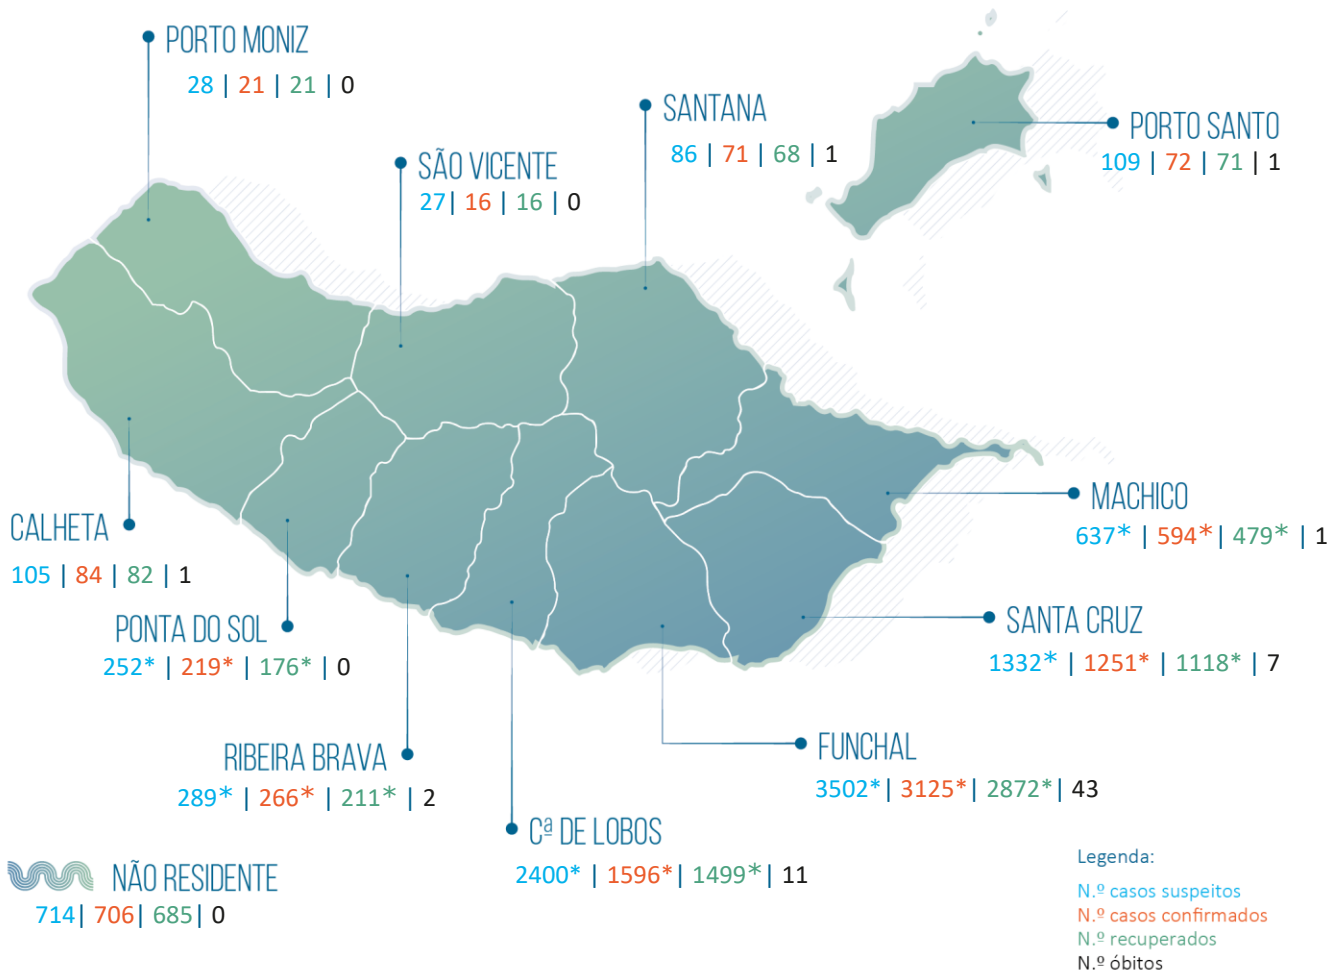 PORTO MONIZ
28 | 21 | 21 | 0
SANTANA
86 | 71 | 68 | 1
PORTO SANTO
109 | 72 | 71 | 1
SÃO VICENTE
27| 16 | 16 | 0
MACHICO
637* | 594*| 479* | 1
CALHETA
105 | 84 | 82 | 1
PONTA DO SOL
252* | 219* | 176* | 0
SANTA CRUZ
1332* | 1251* | 1118* | 7
RIBEIRA BRAVA
289* | 266* | 211* | 2
FUNCHAL
3502*| 3125*| 2872*| 43
Cª DE LOBOS
2400* | 1596*| 1499*| 11
NÃO RESIDENTE
714| 706| 685| 0
Legenda:
N.º casos suspeitos
N.º casos confirmados
N.º recuperados
N.º óbitos